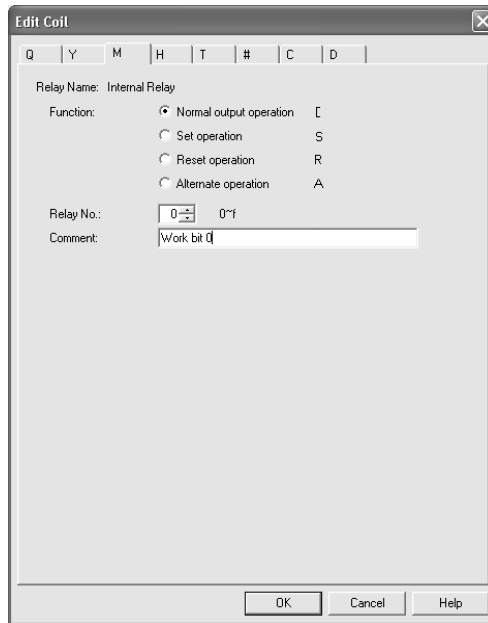 Edit Coil
Q Y M H T # C D
Relay Name: Internal Relay
Function: Normal output operation [
Set operation S
Reset operation R
Alternate operation A
Relay No.: 0 0~f
Comment: Work bit 0
OK Cancel Help